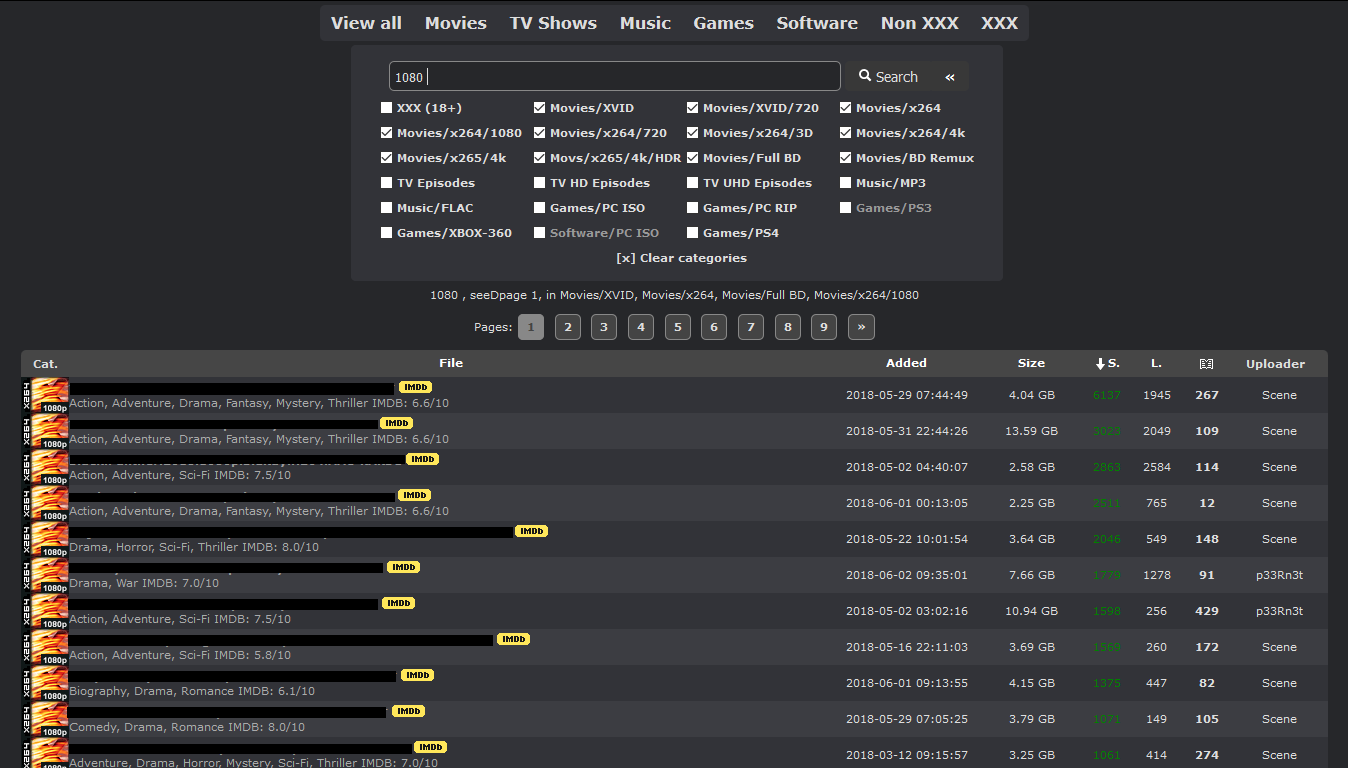 View all Movies TV Shows Music Games Software Non XXX XXX
1080 Search «
XXX (18+) Movies/XVID Movies/XVID/720 Movies/x264
Movies/x264/1080 Movies/x264/720 Movies/x264/3D Movies/x264/4k
Movies/x265/4k Movs/x265/4k/HDR Movies/Full BD Movies/BD Remux
TV Episodes TV HD Episodes TV UHD Episodes Music/MP3
Music/FLAC Games/PC ISO Games/PC RIP Games/PS3
Games/XBOX-360 Software/PC ISO Games/PS4
[x] Clear categories
1080 , seeDpage 1, in Movies/XVID, Movies/x264, Movies/Full BD, Movies/x264/1080
Pages: 1 2 3 4 5 6 7 8 9 »
Cat. File Added Size S. L. Uploader
X264 1080p IMDb 2018-05-29 07:44:49 4.04 GB 6137 1945 267 Scene
Action, Adventure, Drama, Fantasy, Mystery, Thriller IMDB: 6.6/10
X264 1080p IMDb 2018-05-31 22:44:26 13.59 GB 3023 2049 109 Scene
Action, Adventure, Drama, Fantasy, Mystery, Thriller IMDB: 6.6/10
X264 1080p IMDb 2018-05-02 04:40:07 2.58 GB 2863 2584 114 Scene
Action, Adventure, Sci-Fi IMDB: 7.5/10
X264 1080p IMDb 2018-06-01 00:13:05 2.25 GB 2511 765 12 Scene
Action, Adventure, Drama, Fantasy, Mystery, Thriller IMDB: 6.6/10
X264 1080p IMDb 2018-05-22 10:01:54 3.64 GB 2046 549 148 Scene
Drama, Horror, Sci-Fi, Thriller IMDB: 8.0/10
X264 1080p IMDb 2018-06-02 09:35:01 7.66 GB 1779 1278 91 p33Rn3t
Drama, War IMDB: 7.0/10
X264 1080p IMDb 2018-05-02 03:02:16 10.94 GB 1598 256 429 p33Rn3t
Action, Adventure, Sci-Fi IMDB: 7.5/10
X264 1080p IMDb 2018-05-16 22:11:03 3.69 GB 1569 260 172 Scene
Action, Adventure, Sci-Fi IMDB: 5.8/10
X264 1080p IMDb 2018-06-01 09:13:55 4.15 GB 1375 447 82 Scene
Biography, Drama, Romance IMDB: 6.1/10
X264 1080p IMDb 2018-05-29 07:05:25 3.79 GB 1071 149 105 Scene
Comedy, Drama, Romance IMDB: 8.0/10
X264 1080p IMDb 2018-03-12 09:15:57 3.25 GB 1061 414 274 Scene
Adventure, Drama, Horror, Mystery, Sci-Fi, Thriller IMDB: 7.0/10